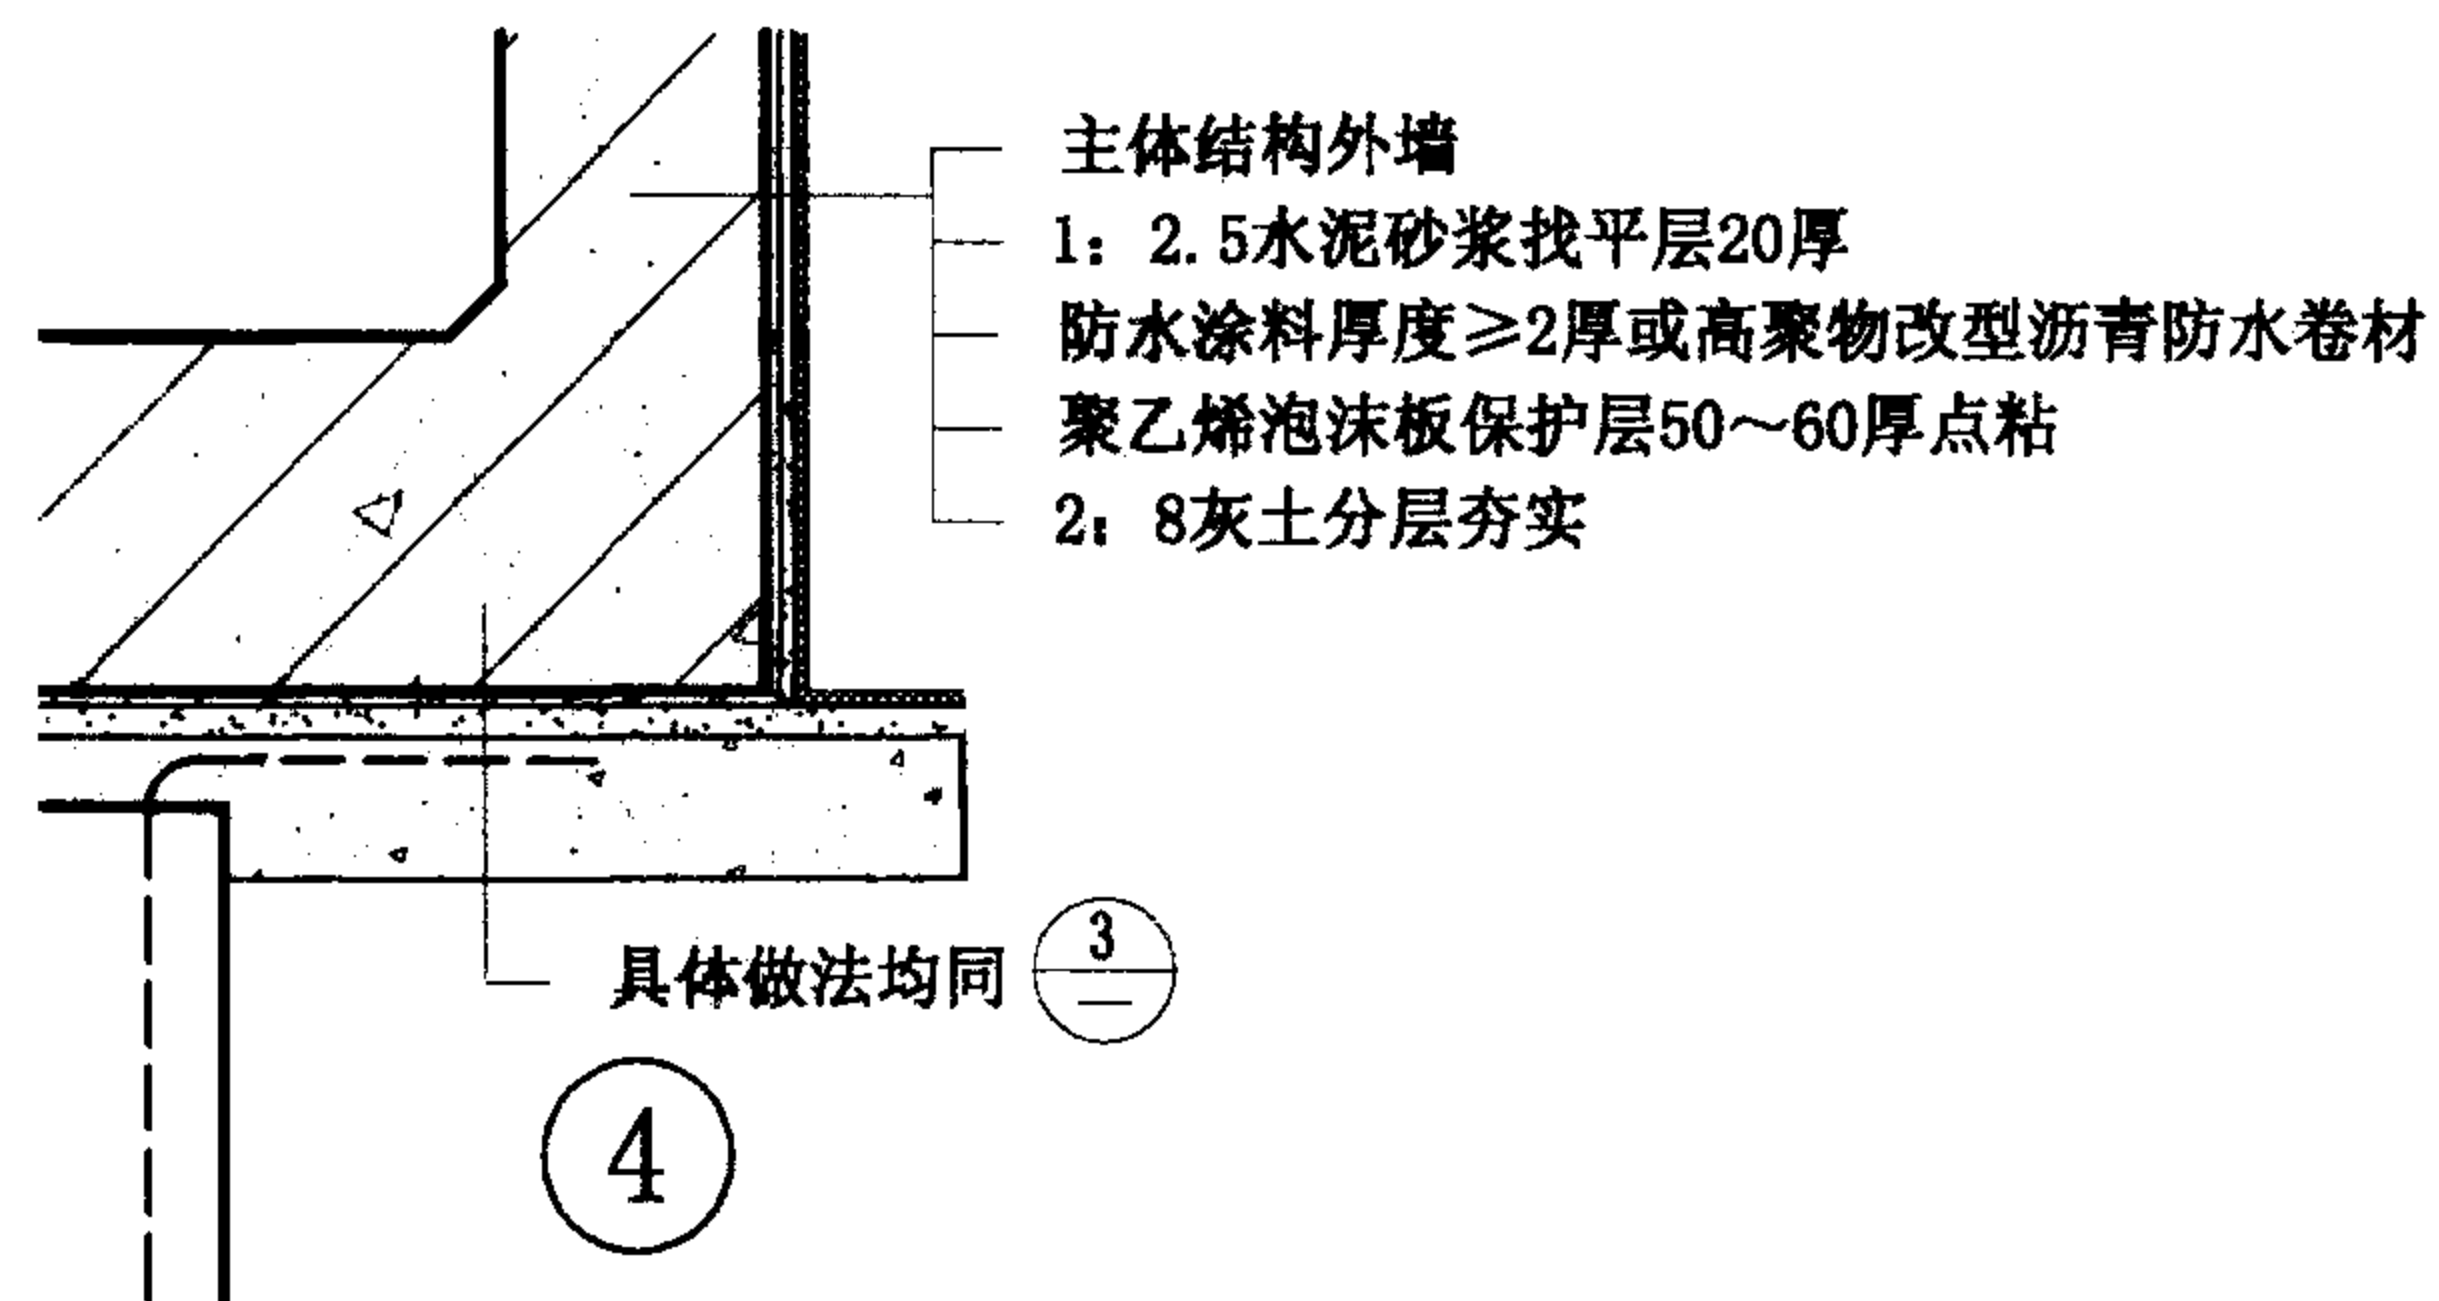 主体结构外墙
1：2.5水泥砂浆找平层20厚
防水涂料厚度≥2厚或高聚物改型沥青防水卷材
聚乙烯泡沫板保护层50～60厚点粘
2：8灰土分层夯实
具体做法均同 3
—
4